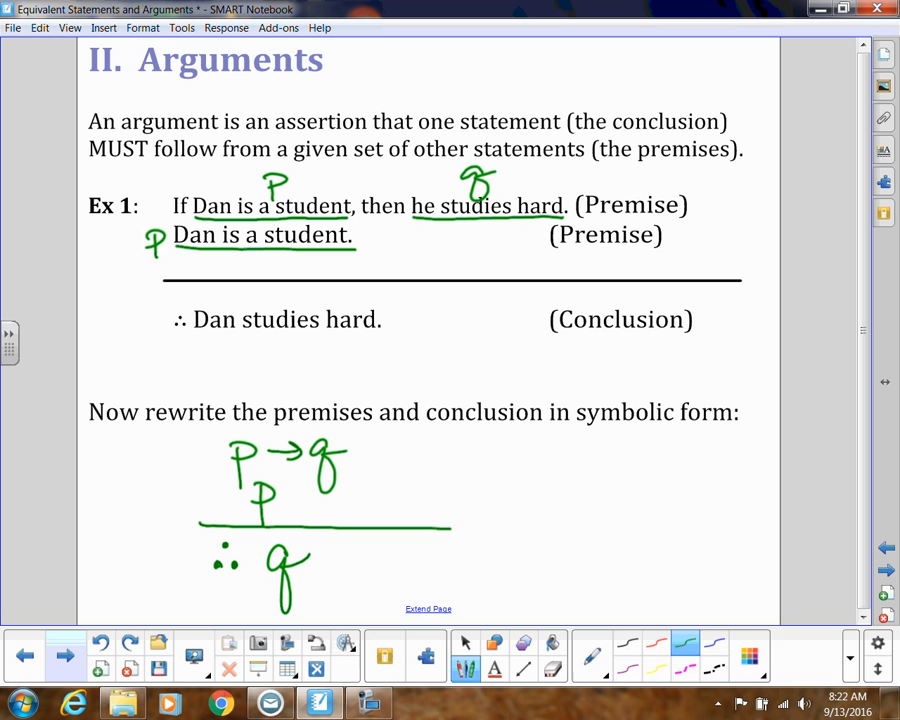 Equivalent Statements and Arguments * - SMART Notebook
File Edit View Insert Format Tools Response Add-ons Help
II. Arguments
An argument is an assertion that one statement (the conclusion)
MUST follow from a given set of other statements (the premises).
p q
Ex 1: If Dan is a student, then he studies hard. (Premise)
p Dan is a student. (Premise)
∴ Dan studies hard. (Conclusion)
Now rewrite the premises and conclusion in symbolic form:
p → q
p
∴ q
Extend Page
8:22 AM
9/13/2016